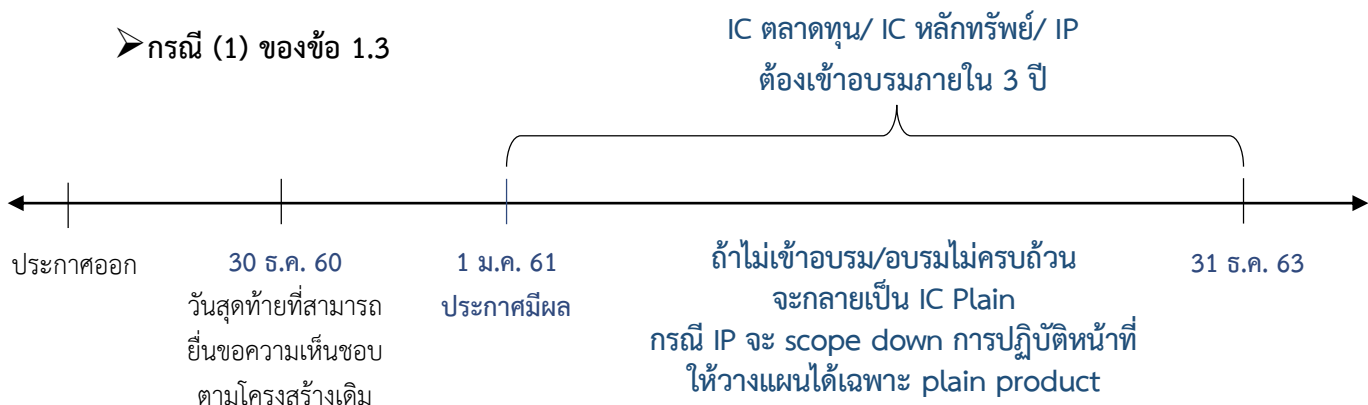 ➢กรณี (1) ของข้อ 1.3
IC ตลาดทุน/ IC หลักทรัพย์/ IP
ต้องเข้าอบรมภายใน 3 ปี
ประกาศออก
30 ธ.ค. 60
วันสุดท้ายที่สามารถ
ยื่นขอความเห็นชอบ
ตามโครงสร้างเดิม
1 ม.ค. 61
ประกาศมีผล
ถ้าไม่เข้าอบรม/อบรมไม่ครบถ้วน
จะกลายเป็น IC Plain
กรณี IP จะ scope down การปฏิบัติหน้าที่
ให้วางแผนได้เฉพาะ plain product
31 ธ.ค. 63